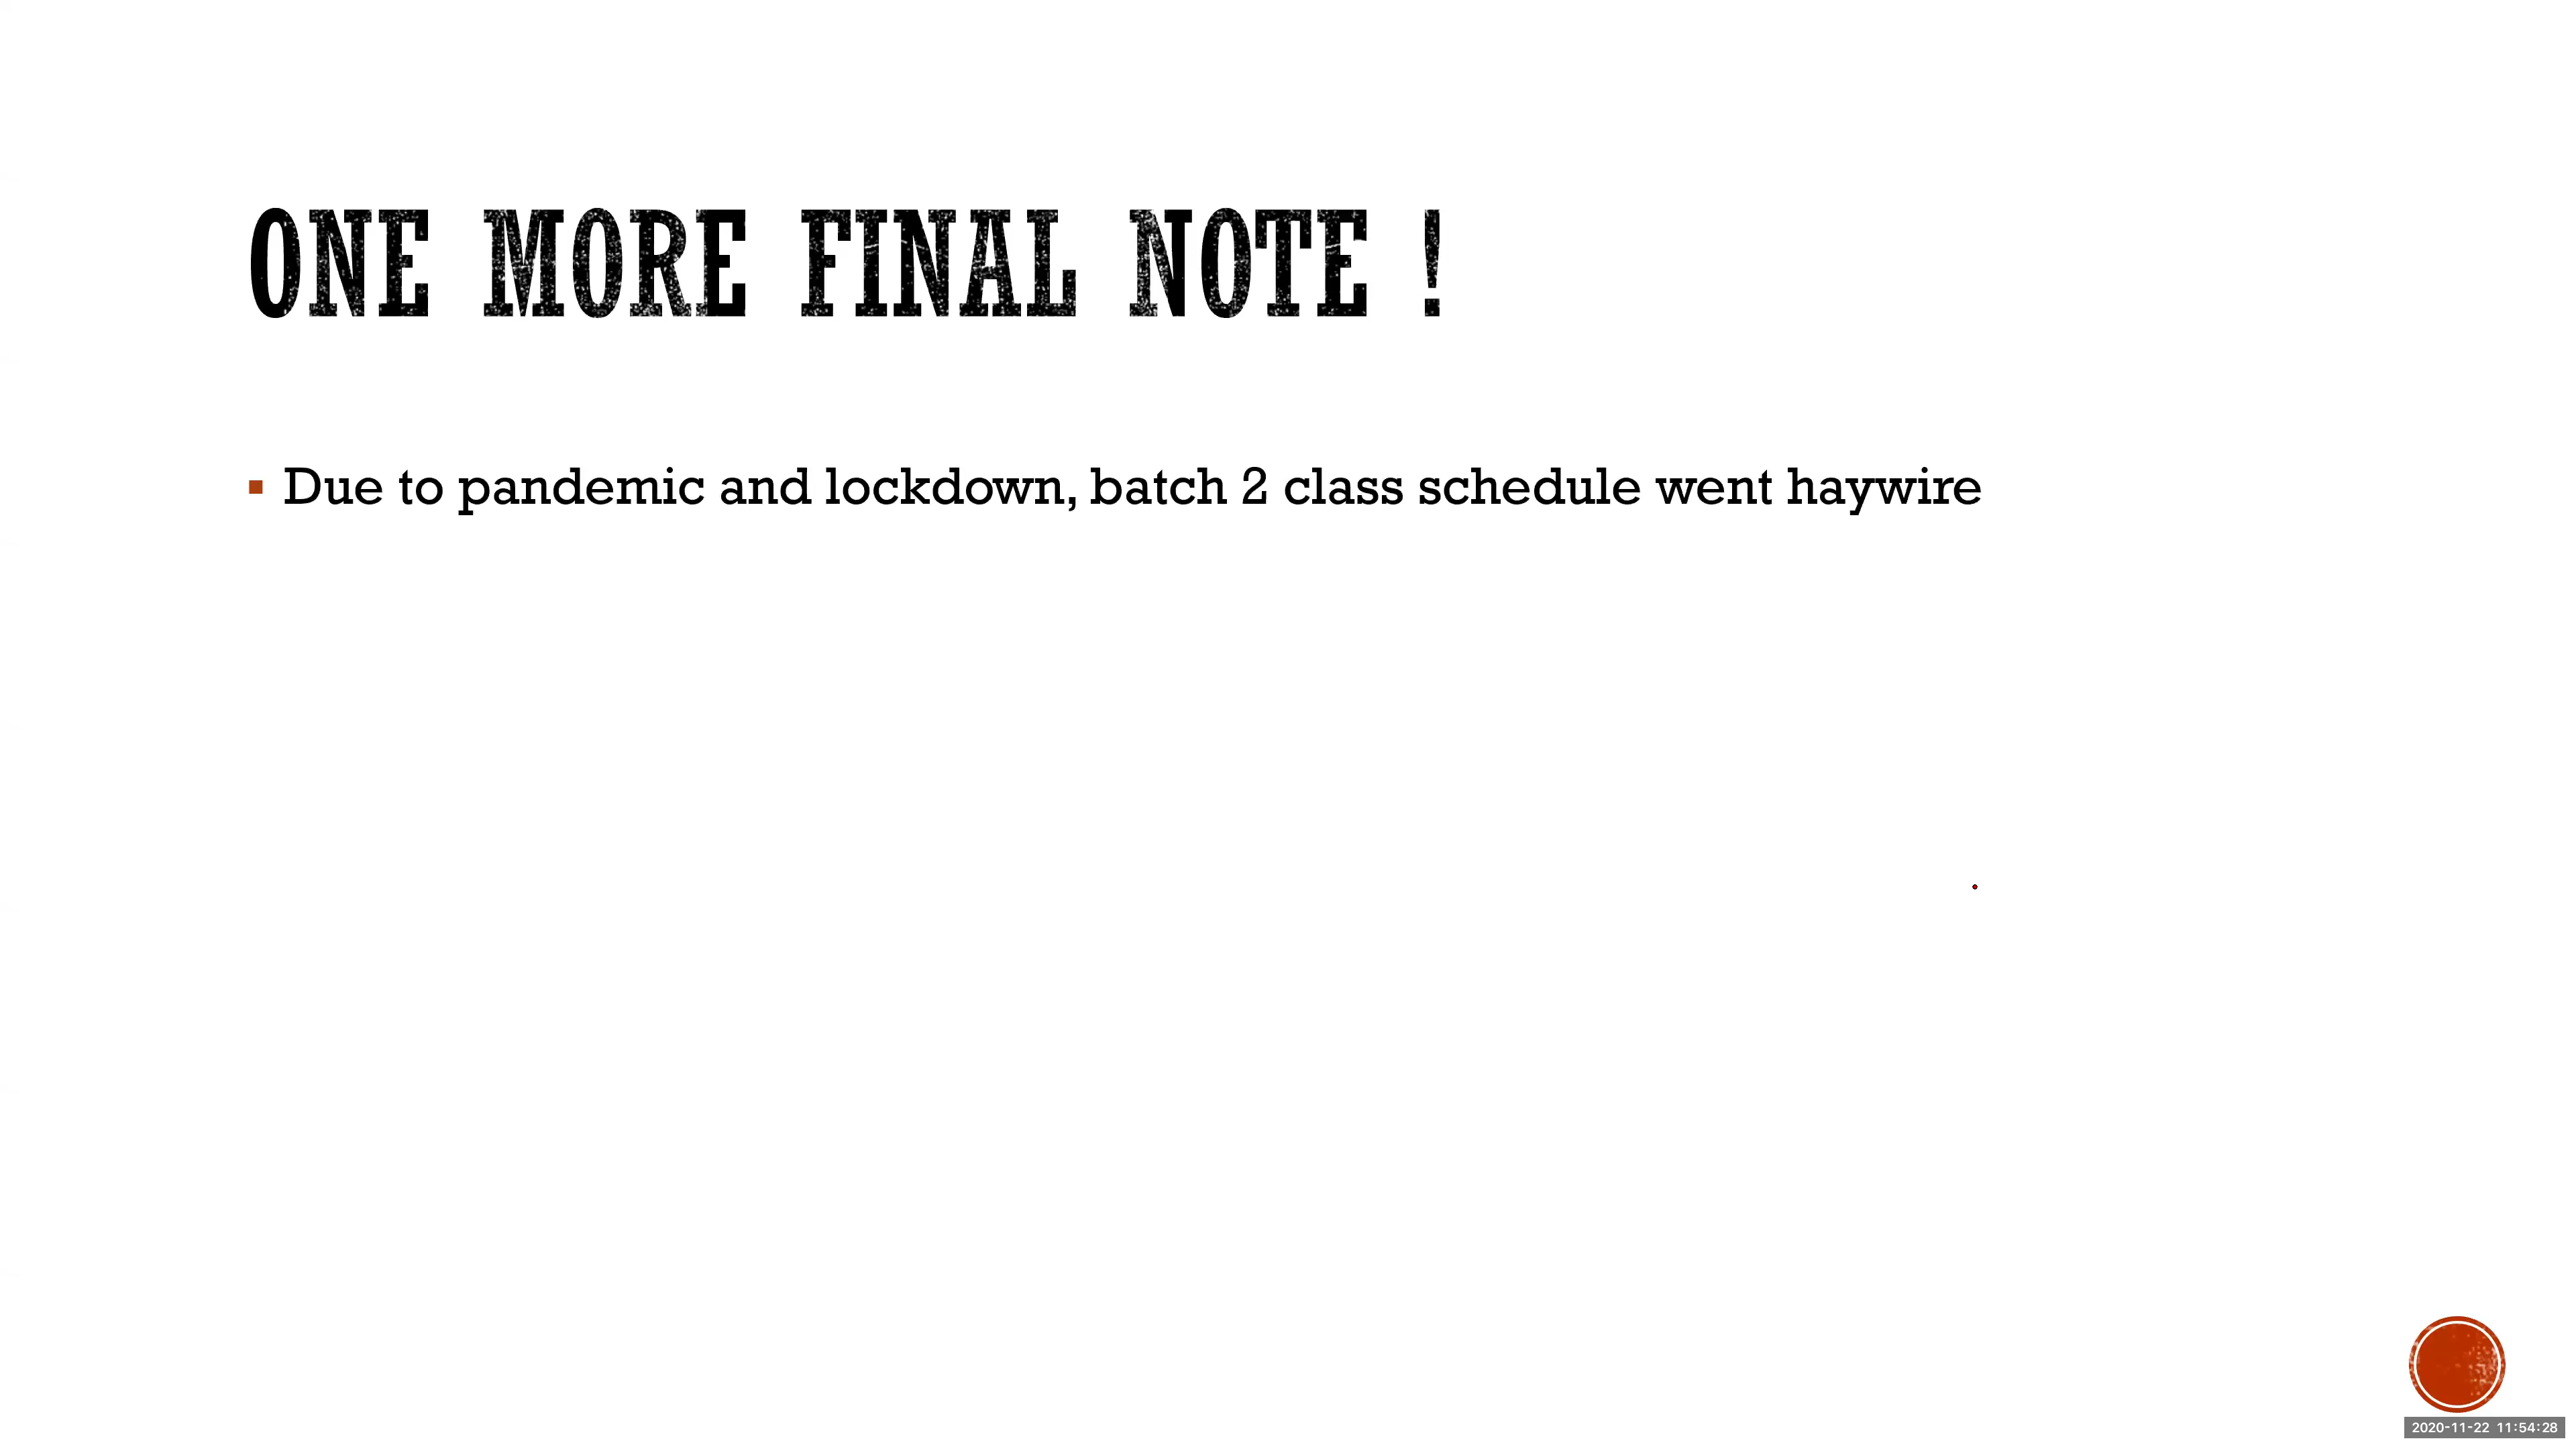 ONE MORE FINAL NOTE !
Due to pandemic and lockdown, batch 2 class schedule went haywire
2020-11-22 11:54:28